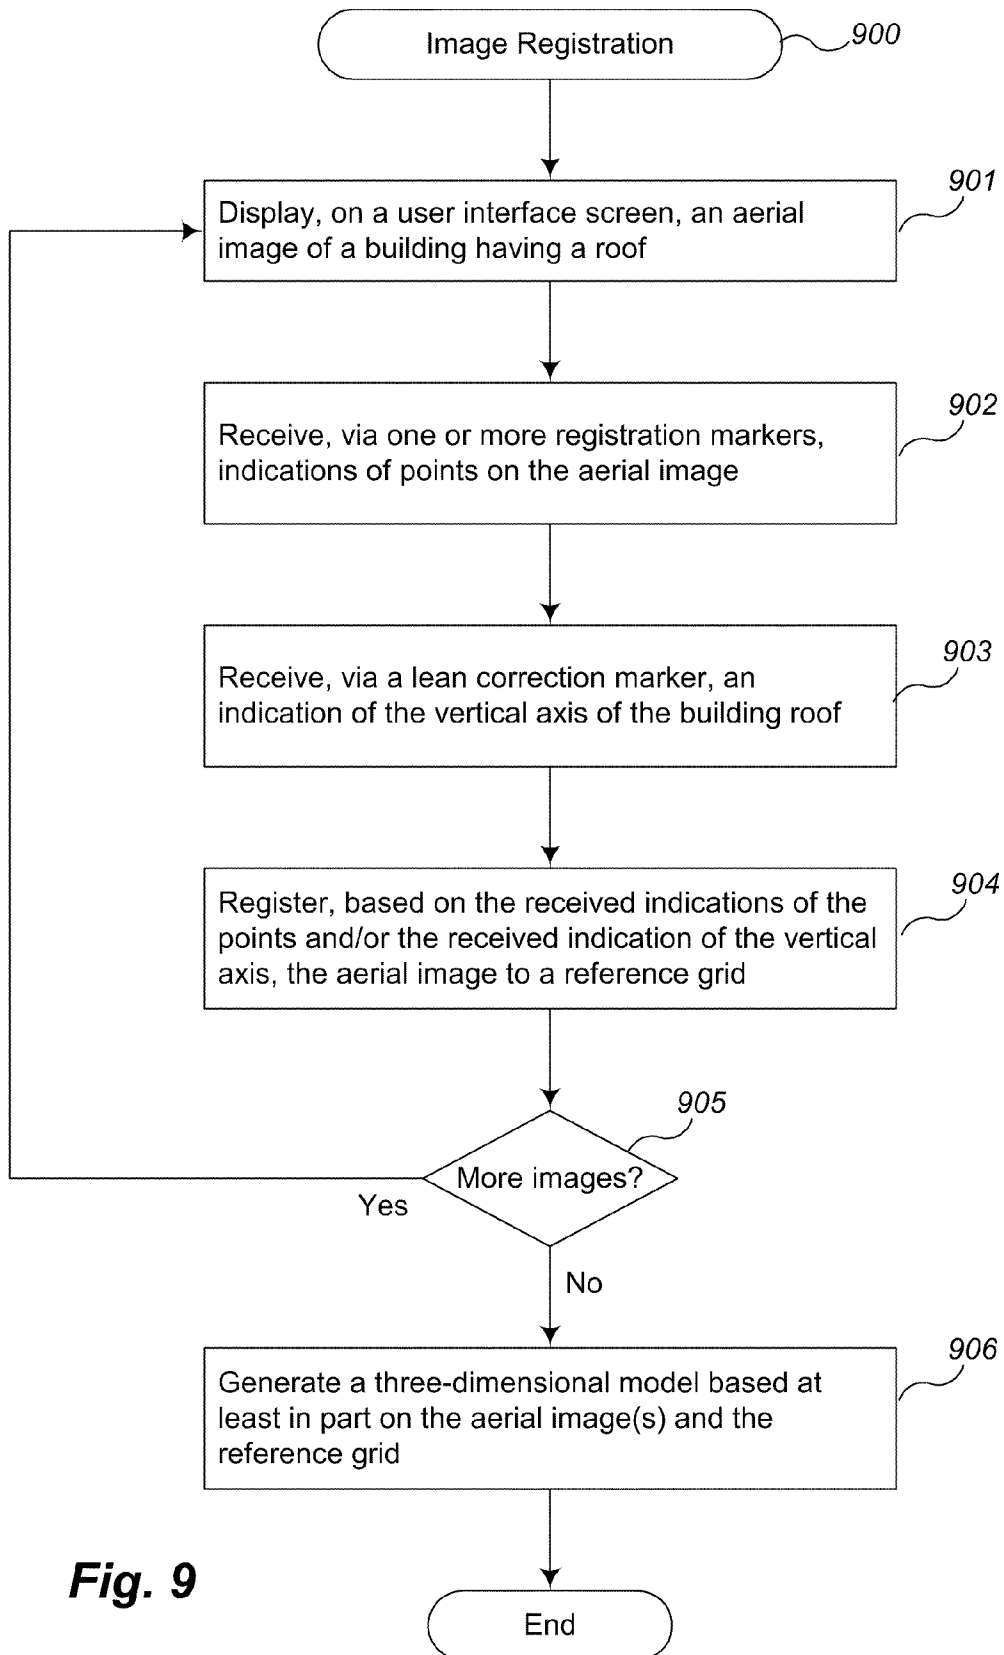 Image Registration
900
901
Display, on a user interface screen, an aerial
image of a building having a roof
902
Receive, via one or more registration markers,
indications of points on the aerial image
903
Receive, via a lean correction marker, an
indication of the vertical axis of the building roof
904
Register, based on the received indications of the
points and/or the received indication of the vertical
axis, the aerial image to a reference grid
905
More images?
Yes
No
906
Generate a three-dimensional model based at
least in part on the aerial image(s) and the
reference grid
Fig. 9
End